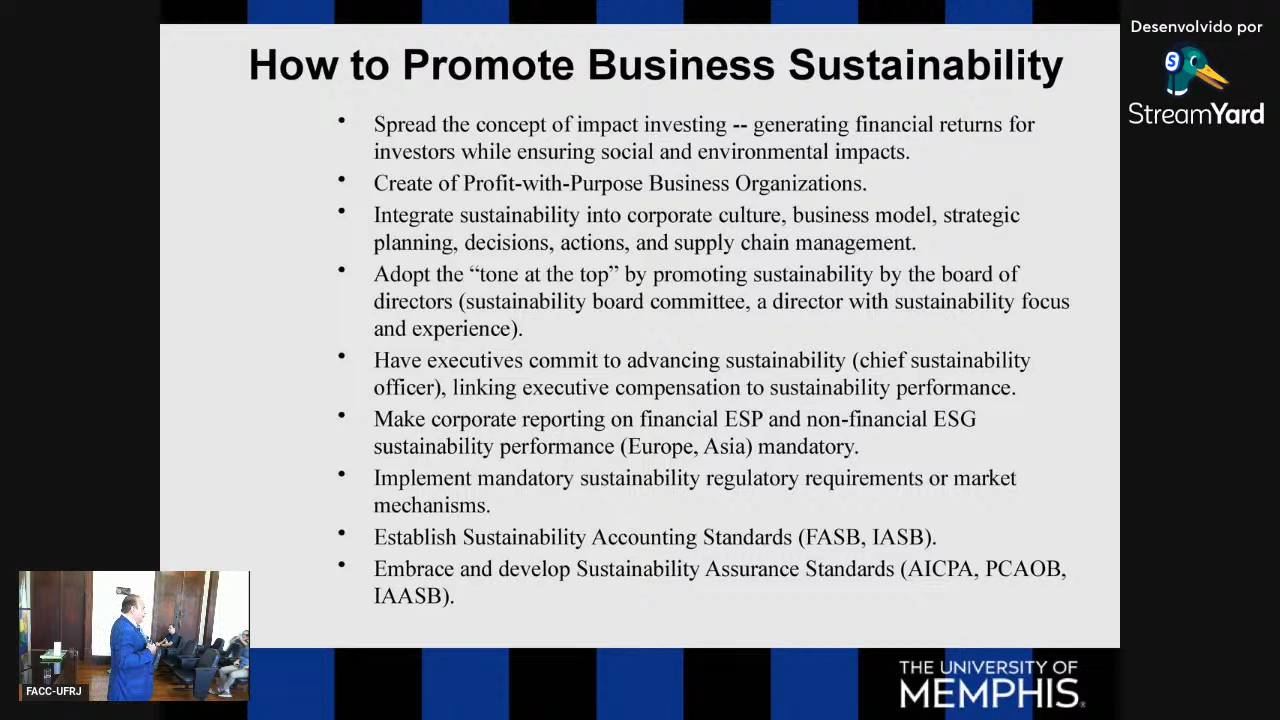 How to Promote Business Sustainability
• Spread the concept of impact investing -- generating financial returns for
investors while ensuring social and environmental impacts.
• Create of Profit-with-Purpose Business Organizations.
• Integrate sustainability into corporate culture, business model, strategic
planning, decisions, actions, and supply chain management.
• Adopt the “tone at the top” by promoting sustainability by the board of
directors (sustainability board committee, a director with sustainability focus
and experience).
• Have executives commit to advancing sustainability (chief sustainability
officer), linking executive compensation to sustainability performance.
• Make corporate reporting on financial ESP and non-financial ESG
sustainability performance (Europe, Asia) mandatory.
• Implement mandatory sustainability regulatory requirements or market
mechanisms.
• Establish Sustainability Accounting Standards (FASB, IASB).
• Embrace and develop Sustainability Assurance Standards (AICPA, PCAOB,
IAASB).
THE UNIVERSITY OF
MEMPHIS®
Desenvolvido por
S
StreamYard
FACC-UFRJ